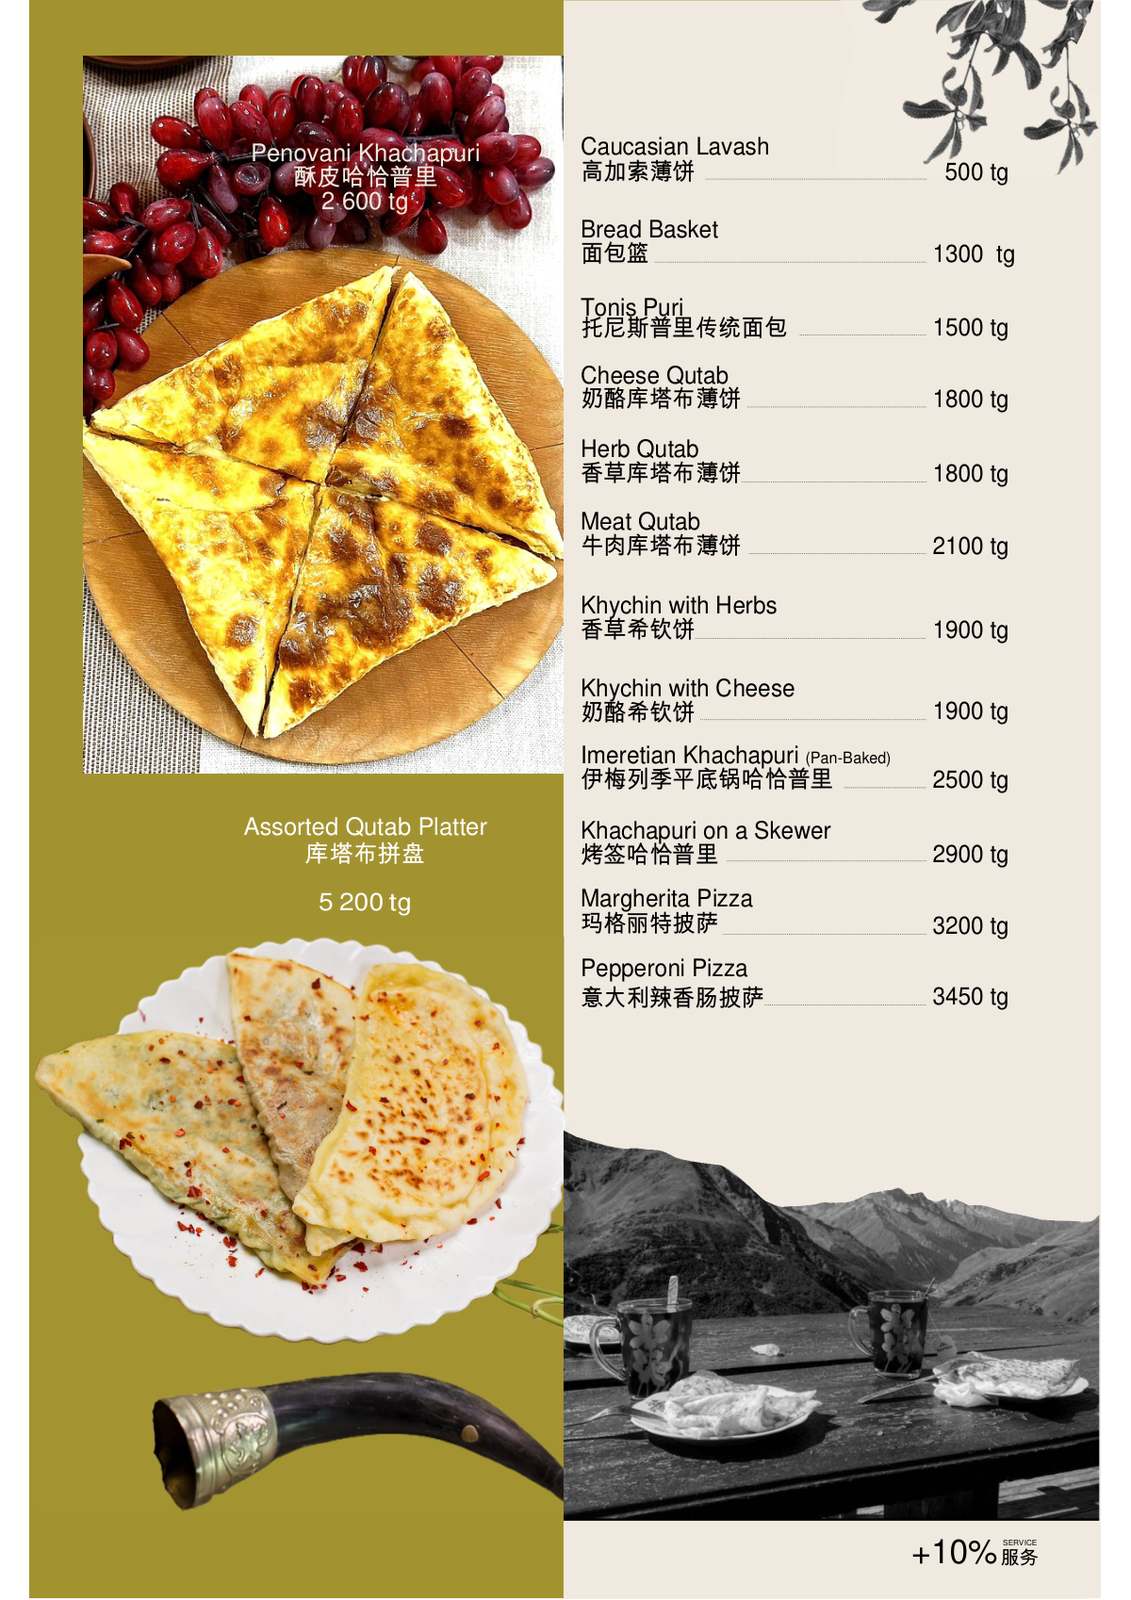 Penovani Khachapuri
酥皮哈恰普里
2 600 tg
Assorted Qutab Platter
库塔布拼盘
5 200 tg
Caucasian Lavash
高加索薄饼 500 tg
Bread Basket
面包篮 1300 tg
Tonis Puri
托尼斯普里传统面包 1500 tg
Cheese Qutab
奶酪库塔布薄饼 1800 tg
Herb Qutab
香草库塔布薄饼 1800 tg
Meat Qutab
牛肉库塔布薄饼 2100 tg
Khychin with Herbs
香草希钦饼 1900 tg
Khychin with Cheese
奶酪希钦饼 1900 tg
Imeretian Khachapuri (Pan-Baked)
伊梅列季平底锅哈恰普里 2500 tg
Khachapuri on a Skewer
烤签哈恰普里 2900 tg
Margherita Pizza
玛格丽特披萨 3200 tg
Pepperoni Pizza
意大利辣香肠披萨 3450 tg
+10% SERVICE
服务